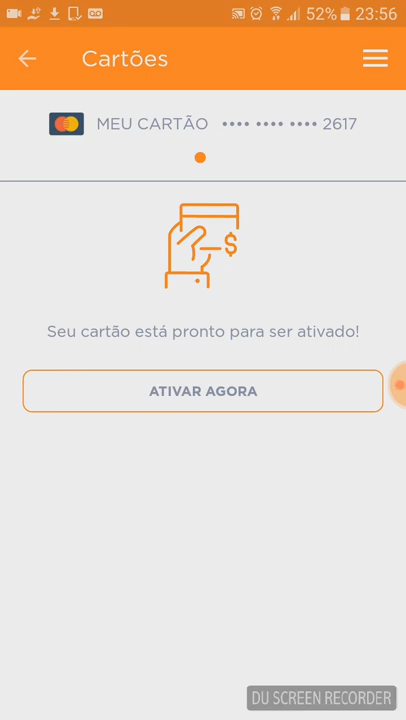 52% 23:56
Cartões
MEU CARTÃO •••• •••• •••• 2617
$
Seu cartão está pronto para ser ativado!
ATIVAR AGORA
DU SCREEN RECORDER